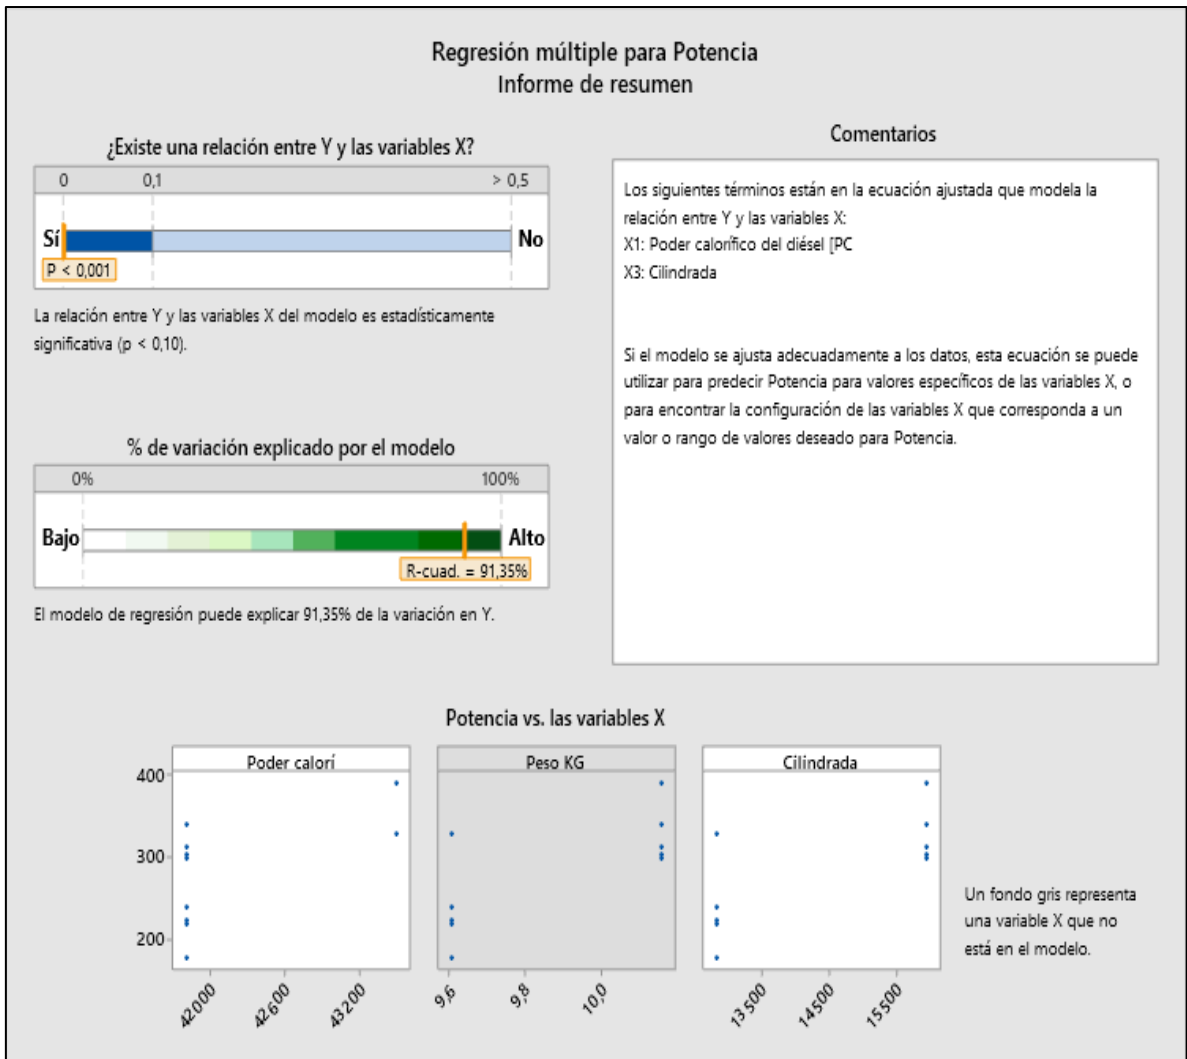 Regresión múltiple para Potencia
Informe de resumen
¿Existe una relación entre Y y las variables X?
0 0,1 > 0,5
Sí No
P < 0,001
La relación entre Y y las variables X del modelo es estadísticamente
significativa (p < 0,10).
% de variación explicado por el modelo
0% 100%
Bajo Alto
R-cuad. = 91,35%
El modelo de regresión puede explicar 91,35% de la variación en Y.
Comentarios
Los siguientes términos están en la ecuación ajustada que modela la
relación entre Y y las variables X:
X1: Poder calorífico del diésel [PC
X3: Cilindrada
Si el modelo se ajusta adecuadamente a los datos, esta ecuación se puede
utilizar para predecir Potencia para valores específicos de las variables X, o
para encontrar la configuración de las variables X que corresponda a un
valor o rango de valores deseado para Potencia.
Potencia vs. las variables X
Poder calorí Peso KG Cilindrada
400
300
200
42000 42600 43200 9,6 9,8 10,0 13500 14500 15500
Un fondo gris representa
una variable X que no
está en el modelo.